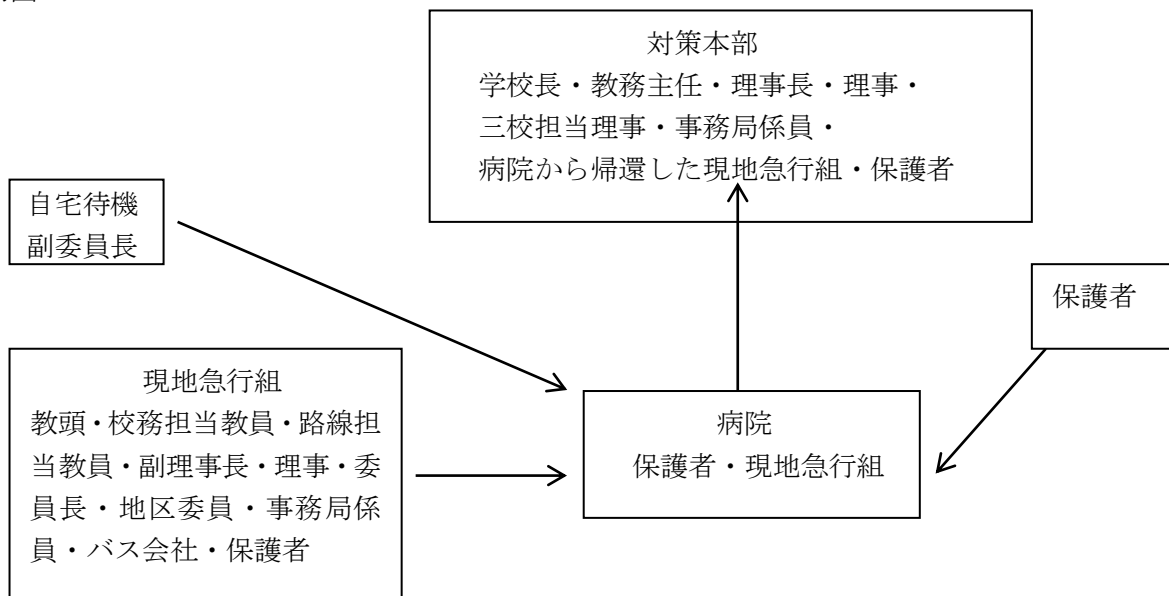 対策本部
学校長・教務主任・理事長・理事・
三校担当理事・事務局係員・
病院から帰還した現地急行組・保護者
自宅待機
副委員長
保護者
現地急行組
教頭・校務担当教員・路線担
当教員・副理事長・理事・委
員長・地区委員・事務局係
員・バス会社・保護者
病院
保護者・現地急行組